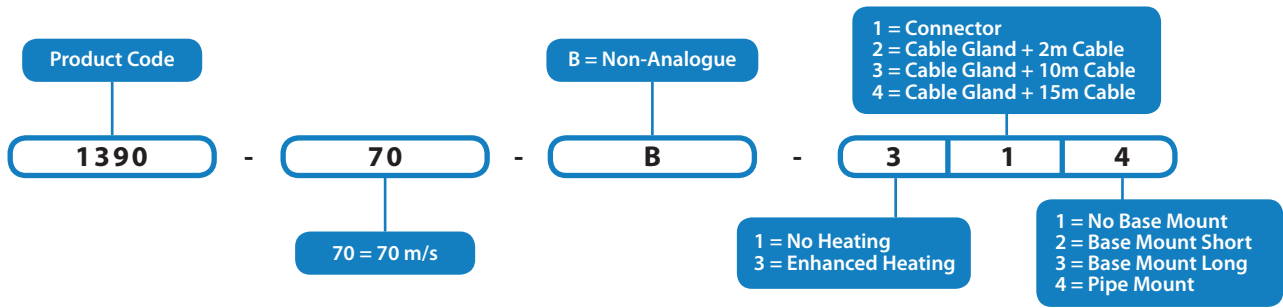 Product Code
B = Non-Analogue
1 = Connector
2 = Cable Gland + 2m Cable
3 = Cable Gland + 10m Cable
4 = Cable Gland + 15m Cable
1390 - 70 - B - 3 1 4
70 = 70 m/s
1 = No Heating
3 = Enhanced Heating
1 = No Base Mount
2 = Base Mount Short
3 = Base Mount Long
4 = Pipe Mount